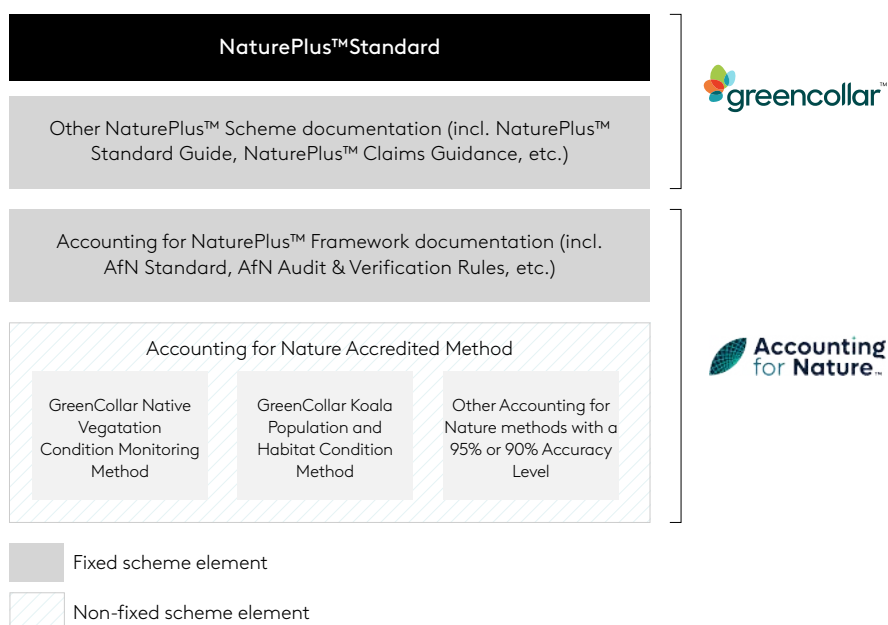 NaturePlus™Standard
Other NaturePlus™ Scheme documentation (incl. NaturePlus™
Standard Guide, NaturePlus™ Claims Guidance, etc.)
greencollar™
Accounting for NaturePlus™ Framework documentation (incl.
AfN Standard, AfN Audit & Verification Rules, etc.)
Accounting for Nature Accredited Method
GreenCollar Native
Vegatation
Condition Monitoring
Method
GreenCollar Koala
Population and
Habitat Condition
Method
Other Accounting for
Nature methods with a
95% or 90% Accuracy
Level
Accounting
for Nature™
Fixed scheme element
Non-fixed scheme element